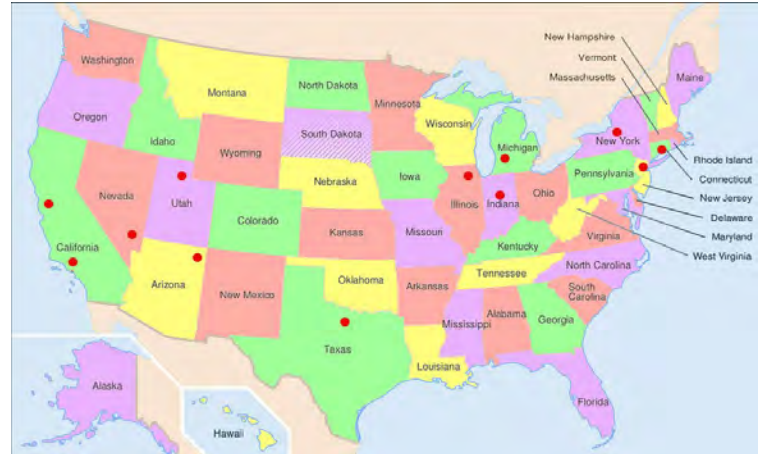 Washington
Oregon
California
Nevada
Idaho
Montana
Wyoming
Utah
Arizona
Colorado
New Mexico
North Dakota
South Dakota
Nebraska
Kansas
Oklahoma
Texas
Minnesota
Iowa
Missouri
Arkansas
Louisiana
Wisconsin
Illinois
Michigan
Indiana
Ohio
Kentucky
Tennessee
Mississippi
Alabama
Georgia
Florida
South
Carolina
North Carolina
Virginia
Pennsylvania
New York
Maine
New Hampshire
Vermont
Massachusetts
Rhode Island
Connecticut
New Jersey
Delaware
Maryland
West Virginia
Alaska
Hawaii